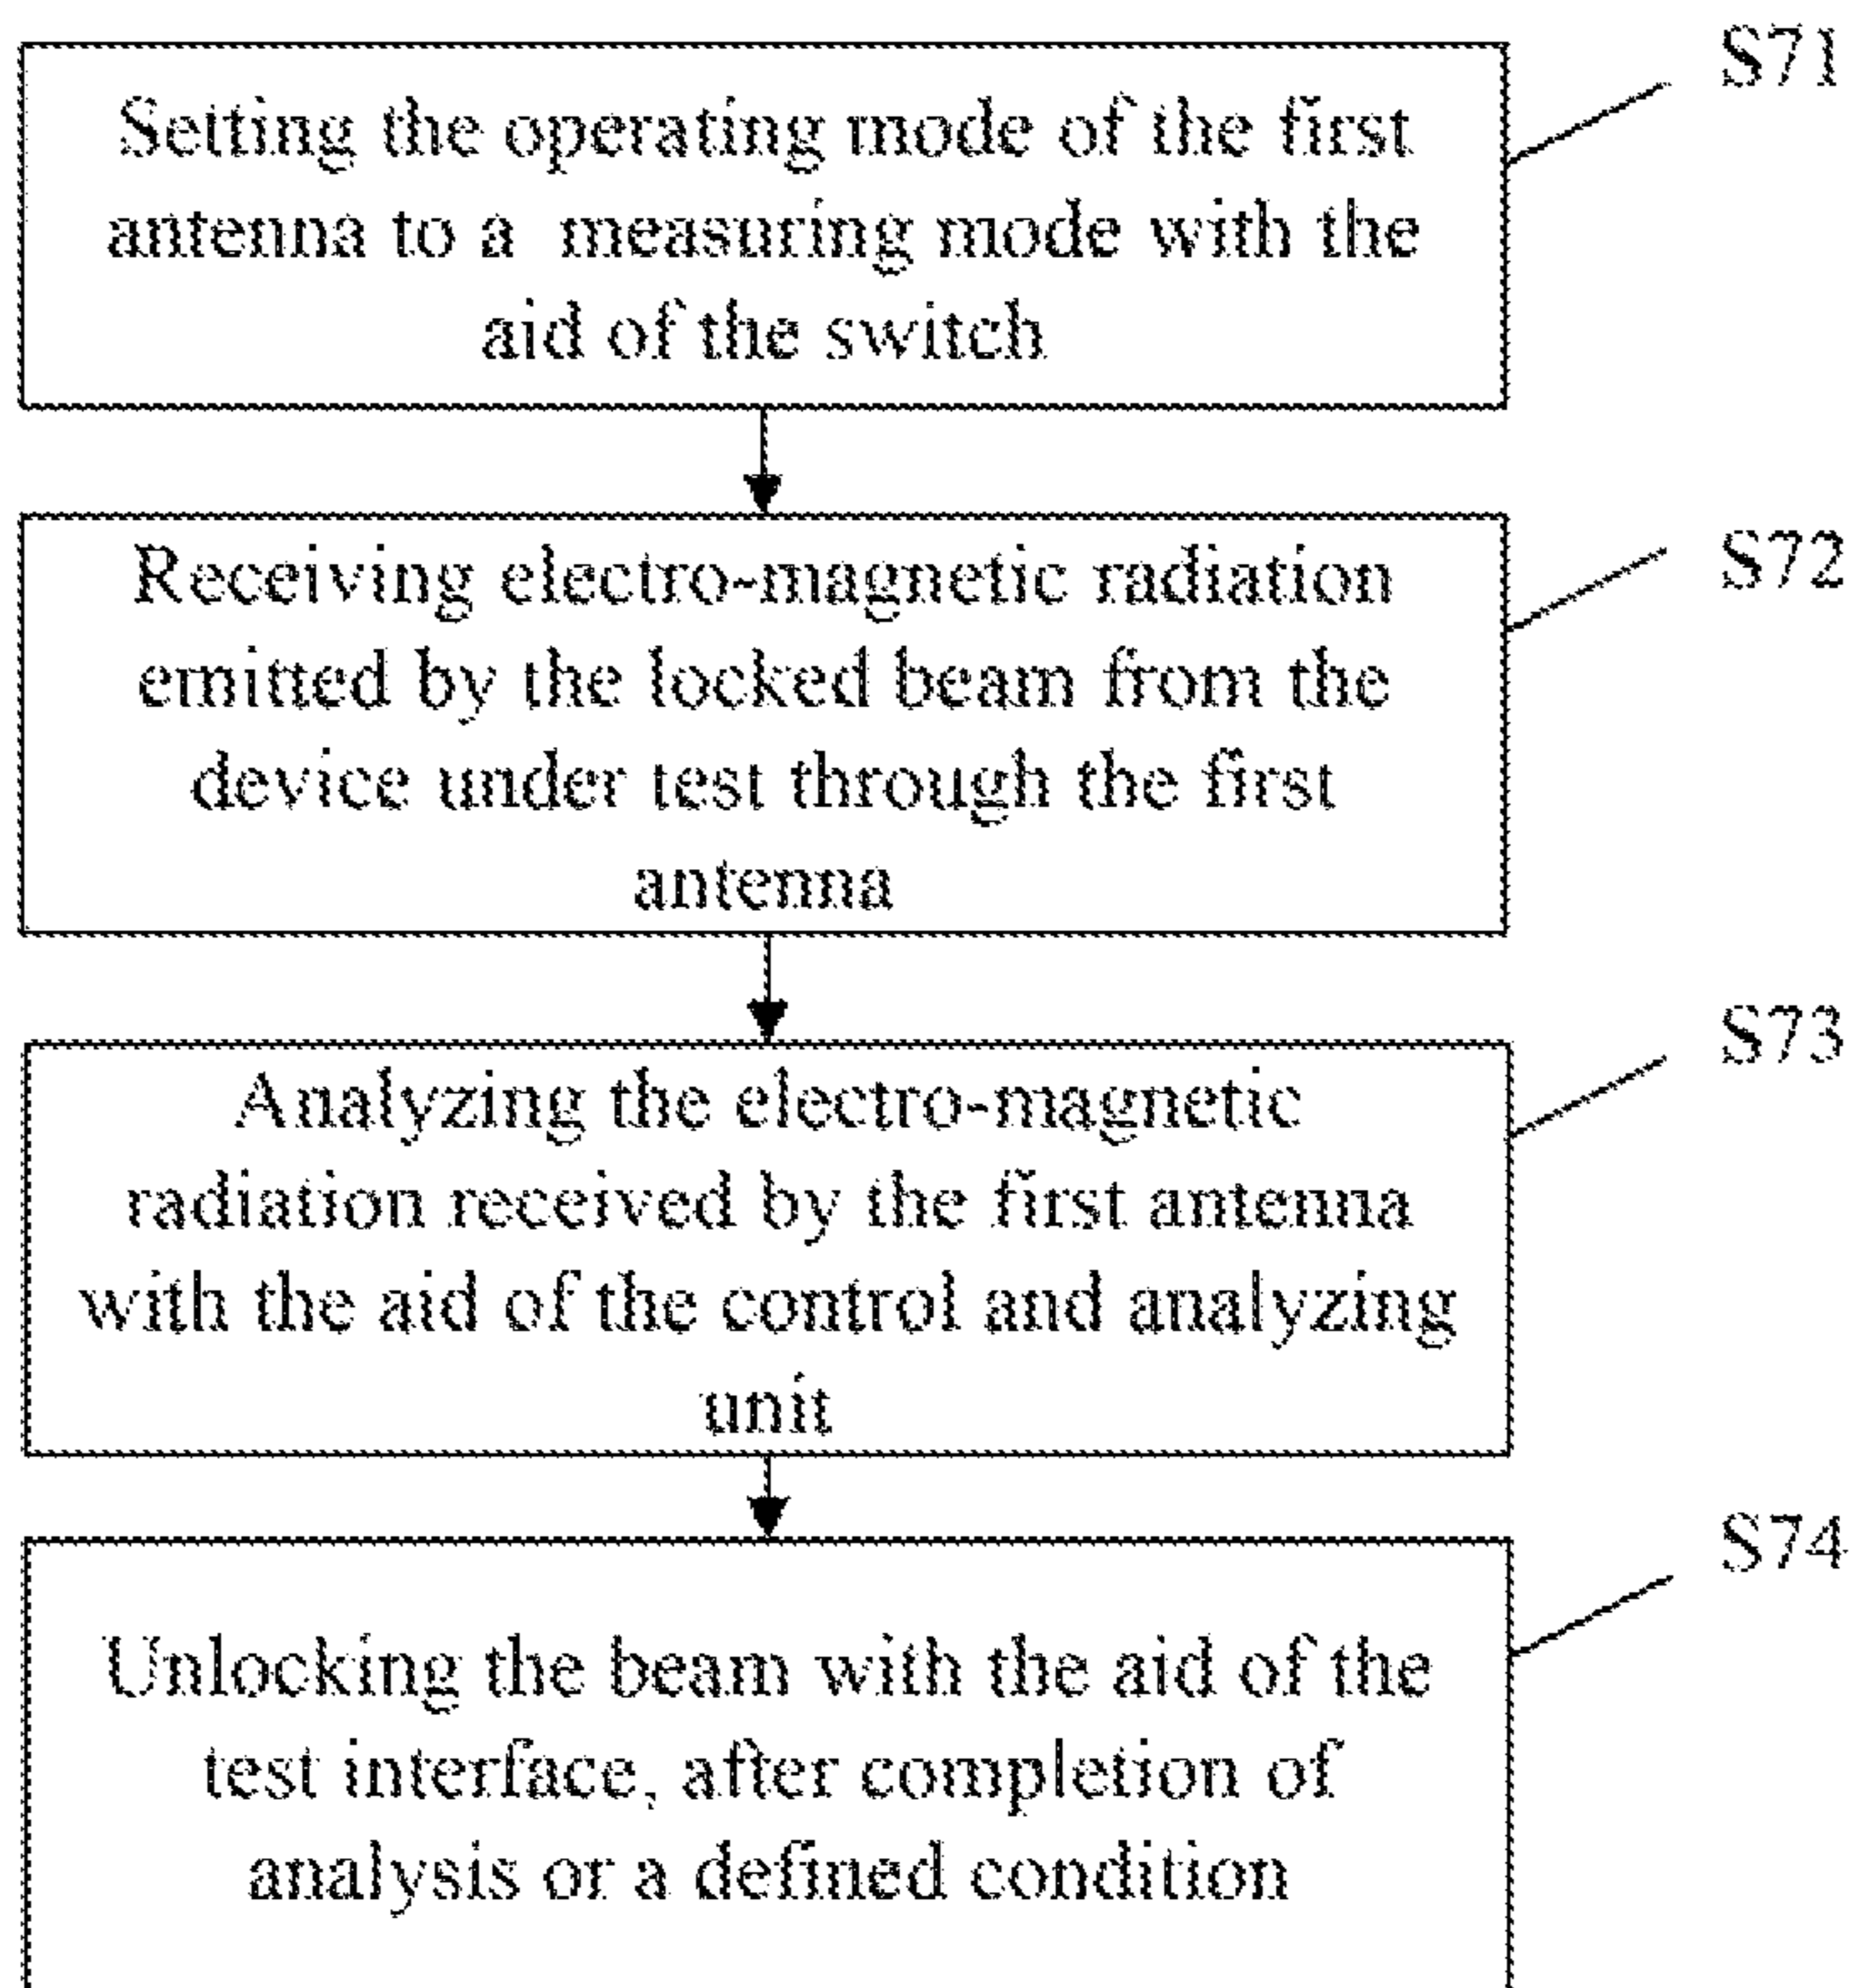 S71
Setting the operating mode of the first
antenna to a measuring mode with the
aid of the switch
S72
Receiving electro-magnetic radiation
emitted by the locked beam from the
device under test through the first
antenna
S73
Analyzing the electro-magnetic
radiation received by the first antenna
with the aid of the control and analyzing
unit
S74
Unlocking the beam with the aid of the
test interface, after completion of
analysis or a defined condition